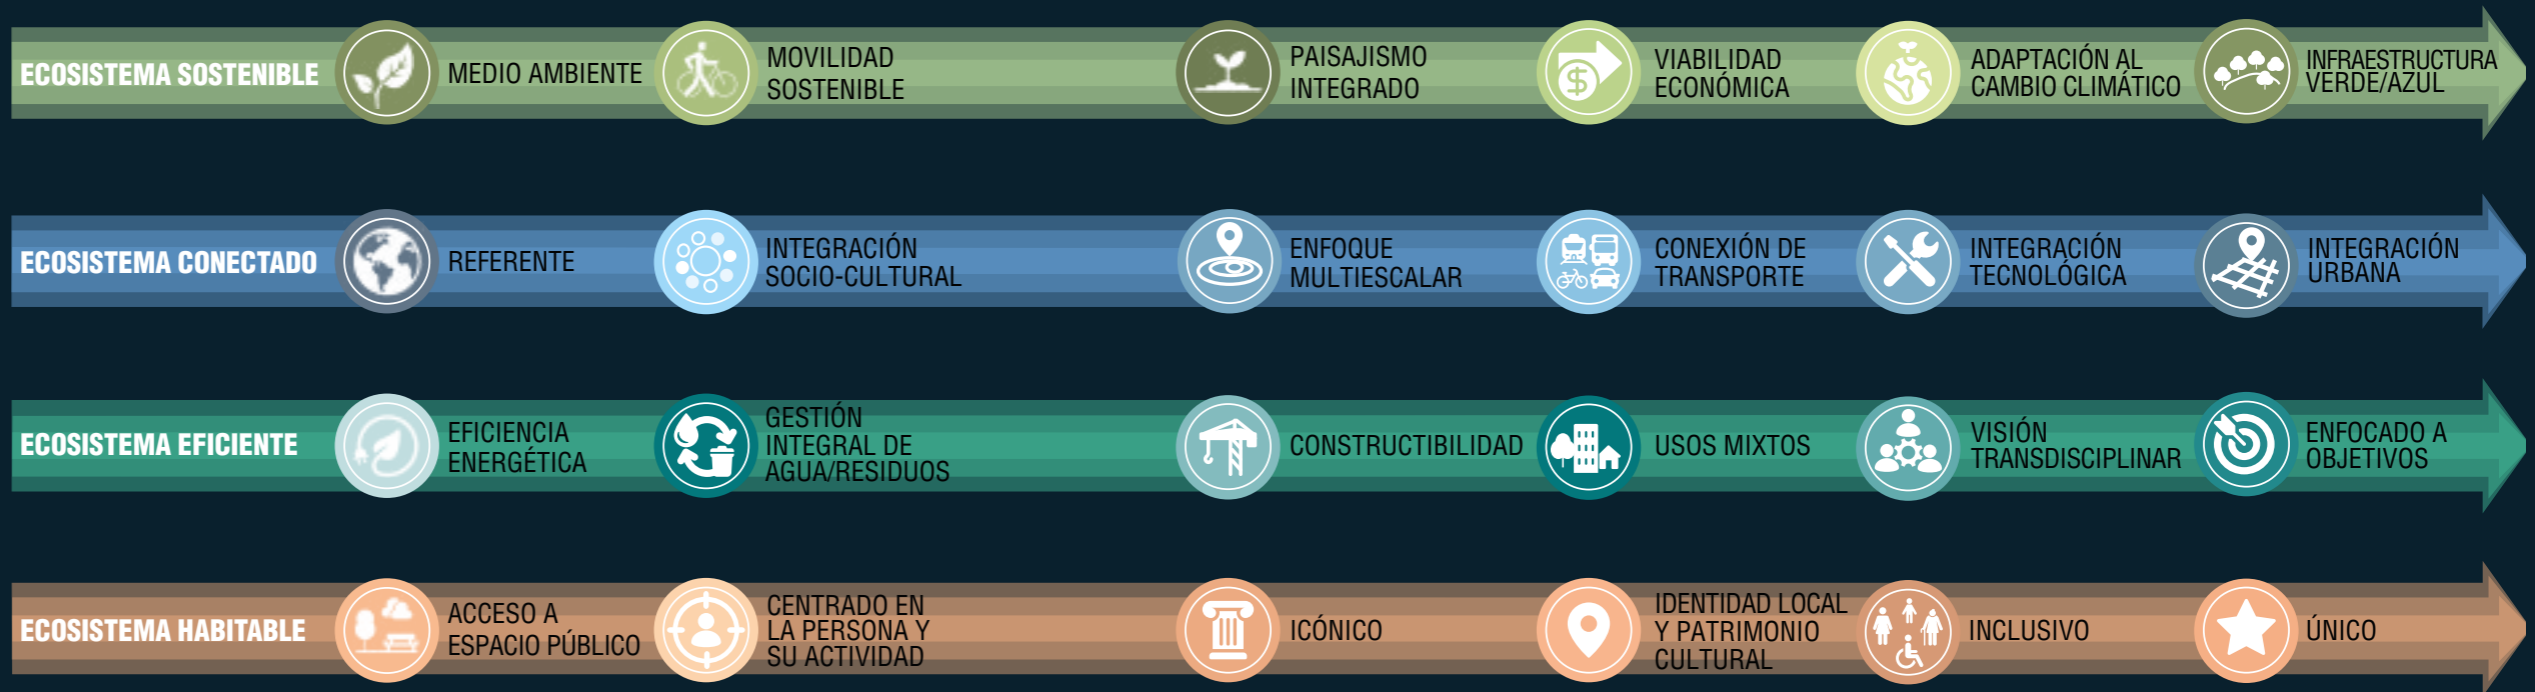 ECOSISTEMA SOSTENIBLE
MEDIO AMBIENTE
MOVILIDAD
SOSTENIBLE
PAISAJISMO
INTEGRADO
VIABILIDAD
ECONÓMICA
ADAPTACIÓN AL
CAMBIO CLIMÁTICO
INFRAESTRUCTURA
VERDE/AZUL
ECOSISTEMA CONECTADO
REFERENTE
INTEGRACIÓN
SOCIO-CULTURAL
ENFOQUE
MULTIESCALAR
CONEXIÓN DE
TRANSPORTE
INTEGRACIÓN
TECNOLÓGICA
INTEGRACIÓN
URBANA
ECOSISTEMA EFICIENTE
EFICIENCIA
ENERGÉTICA
GESTIÓN
INTEGRAL DE
AGUA/RESIDUOS
CONSTRUCTIBILIDAD
USOS MIXTOS
VISIÓN
TRANSDISCIPLINAR
ENFOCADO A
OBJETIVOS
ECOSISTEMA HABITABLE
ACCESO A
ESPACIO PÚBLICO
CENTRADO EN
LA PERSONA Y
SU ACTIVIDAD
ICÓNICO
IDENTIDAD LOCAL
Y PATRIMONIO
CULTURAL
INCLUSIVO
ÚNICO